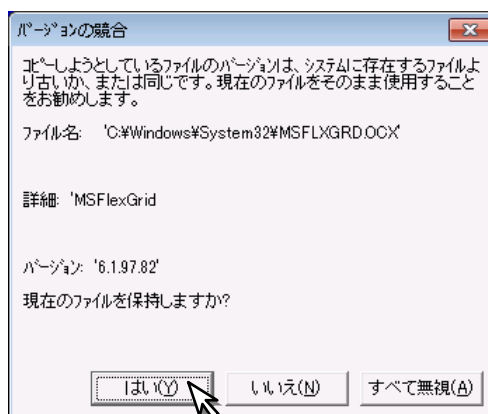 バージョンの競合
コピーしようとしているファイルのバージョンは、システムに存在するファイルよ
り古いか、または同じです。現在のファイルをそのまま使用すること
をお勧めします。
ファイル名: 'C:¥Windows¥System32¥MSFLXGRD.OCX'
詳細: 'MSFlexGrid
バージョン: '6.1.97.82'
現在のファイルを保持しますか?
はい(Y) いいえ(N) すべて無視(A)